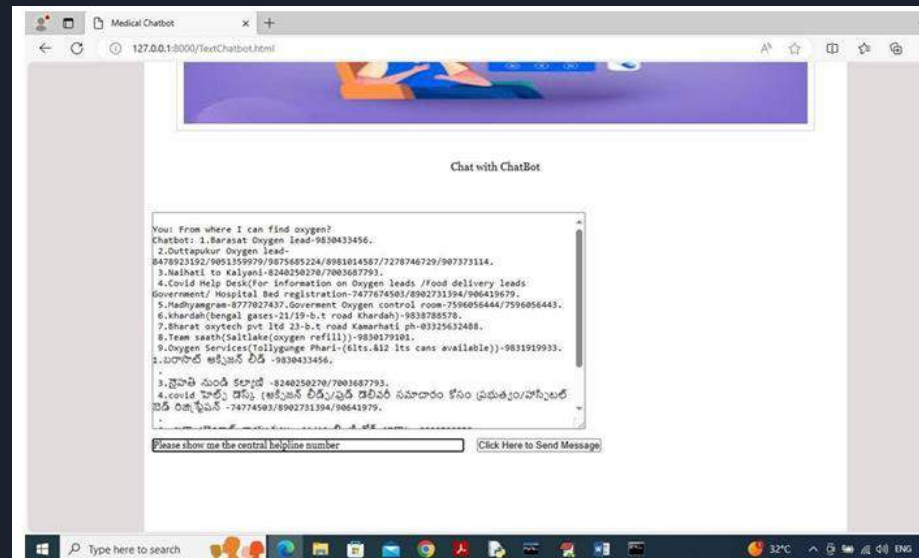 Medical Chatbot
127.0.0.1:8000/TextChatbot.html
Chat with ChatBot
You: From where I can find oxygen?
Chatbot: 1.Barasat Oxygen lead-9830433456.
2.Duttapukur Oxygen lead-
8478923192/9051359979/9875685224/8981014587/7278746729/907373114.
3.Naihati to Kalyani-8240250270/7003687793.
4.Covid Help Desk(For information on Oxygen leads /Food delivery leads
Government/ Hospital Bed registration-7477674503/8902731394/906419679.
5.Madhyamgram-8777027437.Goverment Oxygen control room-7596056444/7596056443.
6.khardah(bengal gases-21/19-b.t road Khardah)-9838788578.
7.Bharat oxytech pvt ltd 23-b.t road Kamarhati ph-03325632488.
8.Team saath(Saltlake(oxygen refill))-9830179101.
9.Oxygen Services(Tollygunge Phari-(6lts.&12 lts cans available))-9831919933.
1.బరాసాట్ ఆక్సిజన్ లీడ్ -9830433456.
.
3.నైహతి నుండి కల్యాణి -8240250270/7003687793.
4.covid హెల్ప్ డెస్క్ (ఆక్సిజన్ లీడ్స్/ఫుడ్ డెలివరీ సమాచారం కోసం ప్రభుత్వం/హాస్పిటల్
బెడ్ రిజిస్ట్రేషన్ -74774503/8902731394/90641979.
.
Please show me the central helpline number
Click Here to Send Message
Type here to search
32°C
ENG